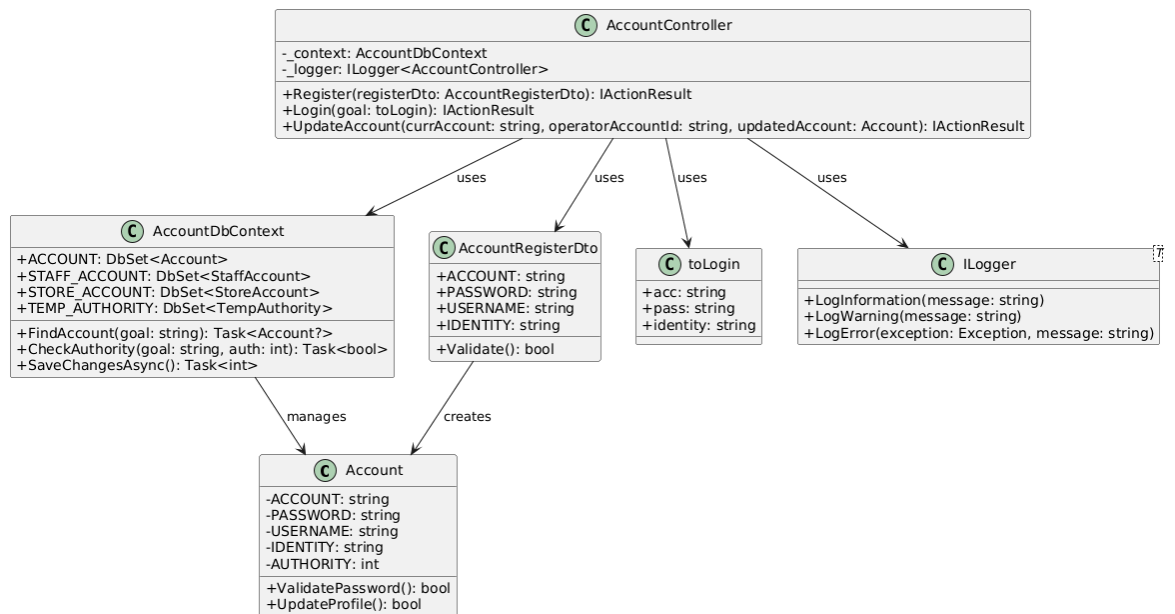 C AccountController
-_context: AccountDbContext
-_logger: ILogger<AccountController>
+Register(registerDto: AccountRegisterDto): IActionResult
+Login(goal: toLogin): IActionResult
+UpdateAccount(currAccount: string, operatorAccountId: string, updatedAccount: Account): IActionResult
uses
uses
uses
uses
C AccountDbContext
+ACCOUNT: DbSet<Account>
+STAFF_ACCOUNT: DbSet<StaffAccount>
+STORE_ACCOUNT: DbSet<StoreAccount>
+TEMP_AUTHORITY: DbSet<TempAuthority>
+FindAccount(goal: string): Task<Account?>
+CheckAuthority(goal: string, auth: int): Task<bool>
+SaveChangesAsync(): Task<int>
C AccountRegisterDto
+ACCOUNT: string
+PASSWORD: string
+USERNAME: string
+IDENTITY: string
+Validate(): bool
C toLogin
+acc: string
+pass: string
+identity: string
C ILogger
T
+LogInformation(message: string)
+LogWarning(message: string)
+LogError(exception: Exception, message: string)
manages
creates
C Account
-ACCOUNT: string
-PASSWORD: string
-USERNAME: string
-IDENTITY: string
-AUTHORITY: int
+ValidatePassword(): bool
+UpdateProfile(): bool